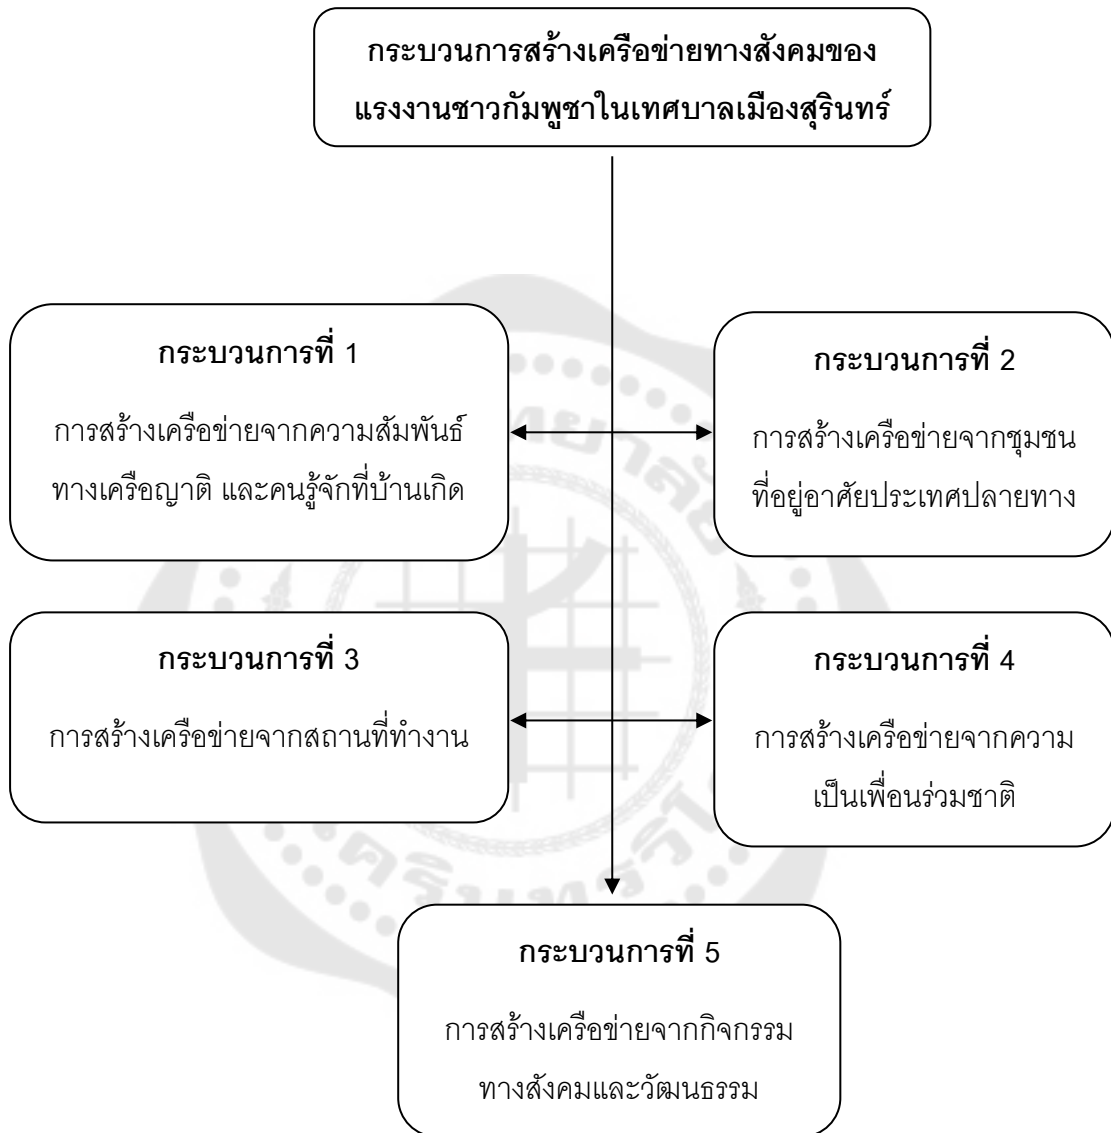 กระบวนการสร้างเครือข่ายทางสังคมของ
แรงงานชาวกัมพูชาในเทศบาลเมืองสุรินทร์
กระบวนการที่ 1
การสร้างเครือข่ายจากความสัมพันธ์
ทางเครือญาติ และคนรู้จักที่บ้านเกิด
กระบวนการที่ 2
การสร้างเครือข่ายจากชุมชน
ที่อยู่อาศัยประเทศปลายทาง
กระบวนการที่ 3
การสร้างเครือข่ายจากสถานที่ทำงาน
กระบวนการที่ 4
การสร้างเครือข่ายจากความ
เป็นเพื่อนร่วมชาติ
กระบวนการที่ 5
การสร้างเครือข่ายจากกิจกรรม
ทางสังคมและวัฒนธรรม